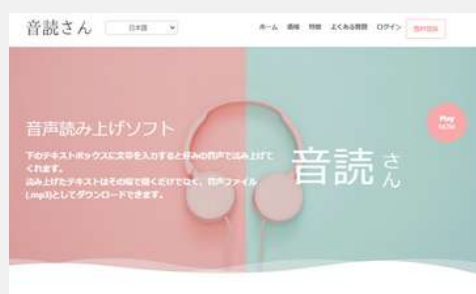 音読さん
日本語
ホーム 価格 特徴 よくある質問 ログイン
音声読み上げソフト
Play
NOW
下のテキストボックスに文章を入力すると好みの音声で読み上げて
くれます。
読み上げたテキストはその場で聞くだけでなく、音声ファイル
(.mp3)としてダウンロードできます。
音読さん